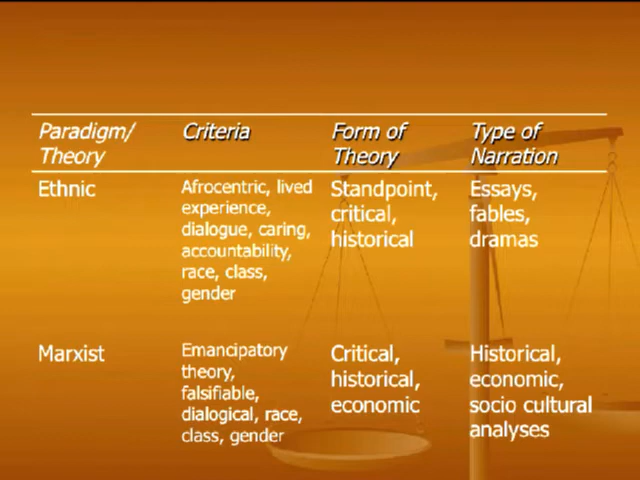 Paradigm/ Theory
Criteria
Form of Theory
Type of Narration
Ethnic
Afrocentric, lived
experience,
dialogue, caring,
accountability,
race, class,
gender
Standpoint,
critical,
historical
Essays,
fables,
dramas
Marxist
Emancipatory
theory,
falsifiable,
dialogical, race,
class, gender
Critical,
historical,
economic
Historical,
economic,
socio cultural
analyses